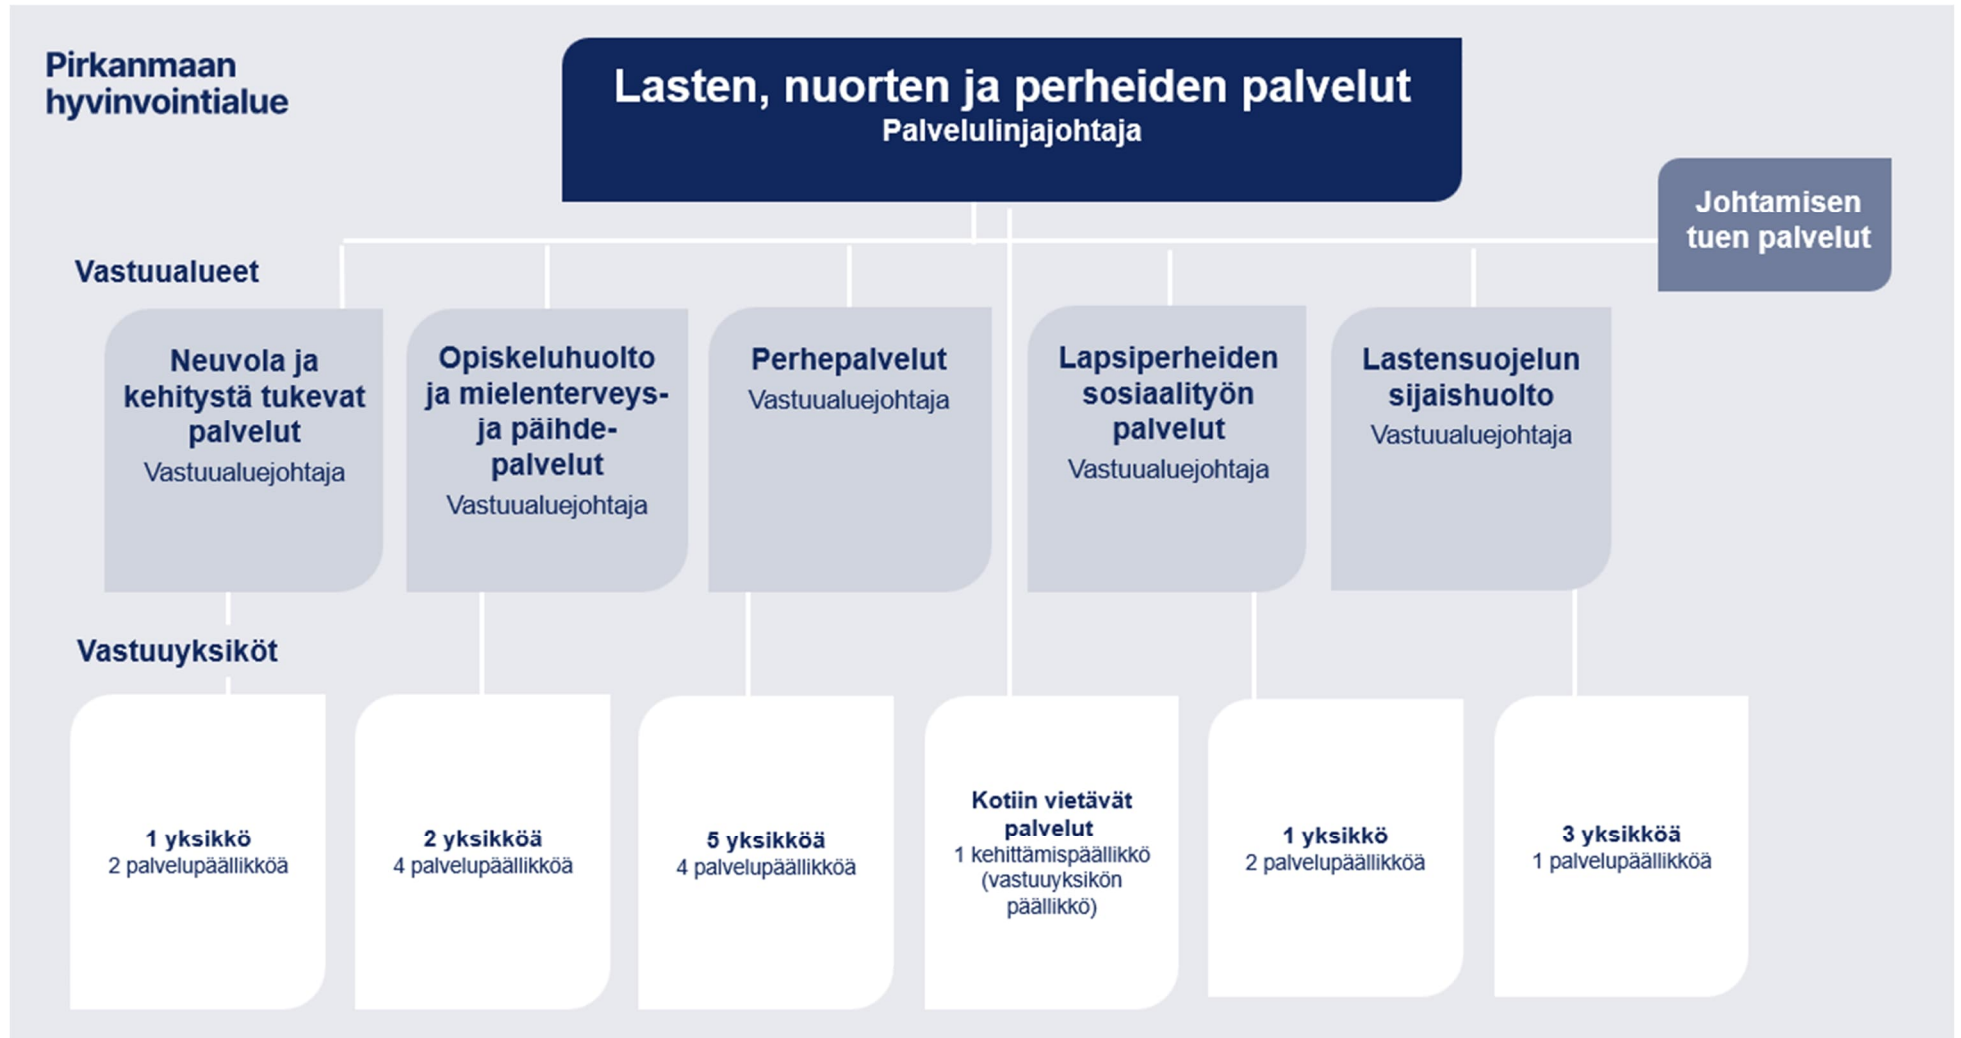 Pirkanmaan
hyvinvointialue
Lasten, nuorten ja perheiden palvelut
Palvelulinjajohtaja
Johtamisen
tuen palvelut
Vastuualueet
Neuvola ja
kehitystä tukevat
palvelut
Vastuualuejohtaja
Opiskeluhuolto
ja mielenterveys-
ja päihde-
palvelut
Vastuualuejohtaja
Perhepalvelut
Vastuualuejohtaja
Lapsiperheiden
sosiaalityön
palvelut
Vastuualuejohtaja
Lastensuojelun
sijaishuolto
Vastuualuejohtaja
Vastuuyksiköt
1 yksikkö
2 palvelupäällikköä
2 yksikköä
4 palvelupäällikköä
5 yksikköä
4 palvelupäällikköä
Kotiin vietävät
palvelut
1 kehittämispäällikkö
(vastuuyksikön
päällikkö)
1 yksikkö
2 palvelupäällikköä
3 yksikköä
1 palvelupäällikköä